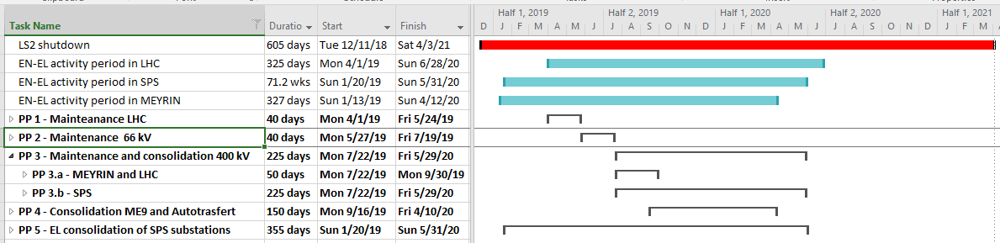 Clipboard Font Schedule Tasks Insert Properties
Half 1, 2019 Half 2, 2019 Half 1, 2020 Half 2, 2020 Half 1, 2021
Task Name Duratio Start Finish D J F M A M J J A S O N D J F M A M J J A S O N D J F M A
LS2 shutdown 605 days Tue 12/11/18 Sat 4/3/21
EN-EL activity period in LHC 325 days Mon 4/1/19 Sun 6/28/20
EN-EL activity period in SPS 71.2 wks Sun 1/20/19 Sun 5/31/20
EN-EL activity period in MEYRIN 327 days Sun 1/13/19 Sun 4/12/20
PP 1 - Mainteanance LHC 40 days Mon 4/1/19 Fri 5/24/19
PP 2 - Maintenance 66 kV 40 days Mon 5/27/19 Fri 7/19/19
PP 3 - Maintenance and consolidation 400 kV 225 days Mon 7/22/19 Fri 5/29/20
PP 3.a - MEYRIN and LHC 50 days Mon 7/22/19 Mon 9/30/19
PP 3.b - SPS 225 days Mon 7/22/19 Fri 5/29/20
PP 4 - Consolidation ME9 and Autotrasfert 150 days Mon 9/16/19 Fri 4/10/20
PP 5 - EL consolidation of SPS substations 355 days Sun 1/20/19 Sun 5/31/20